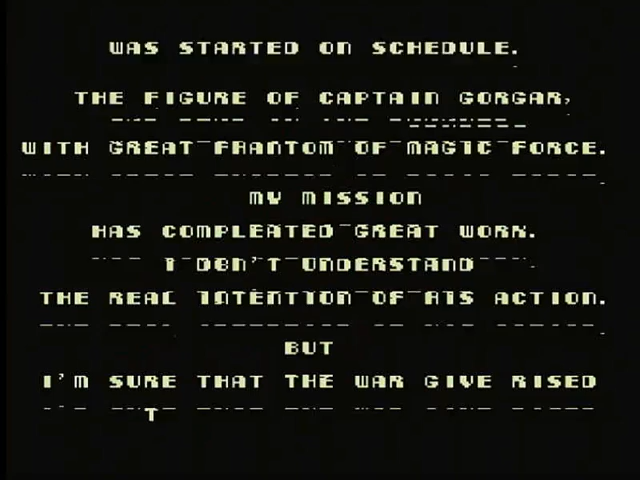 WAS STARTED ON SCHEDULE.
THE FIGURE OF CAPTAIN GORGAR,
WITH GREAT FHANTOM OF MAGIC FORCE.
MY MISSION
HAS COMPLEATED GREAT WORK.
I DON'T UNDERSTAND
THE REAL INTENTION OF HIS ACTION.
BUT
I'M SURE THAT THE WAR GIVE RISED
T